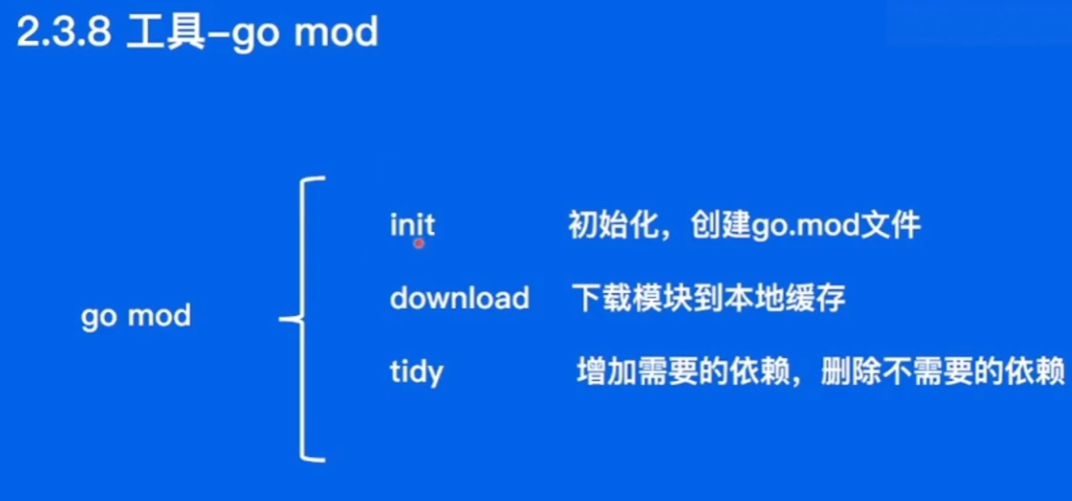 2.3.8 工具-go mod
init 初始化，创建go.mod文件
download 下载模块到本地缓存
go mod
tidy 增加需要的依赖，删除不需要的依赖